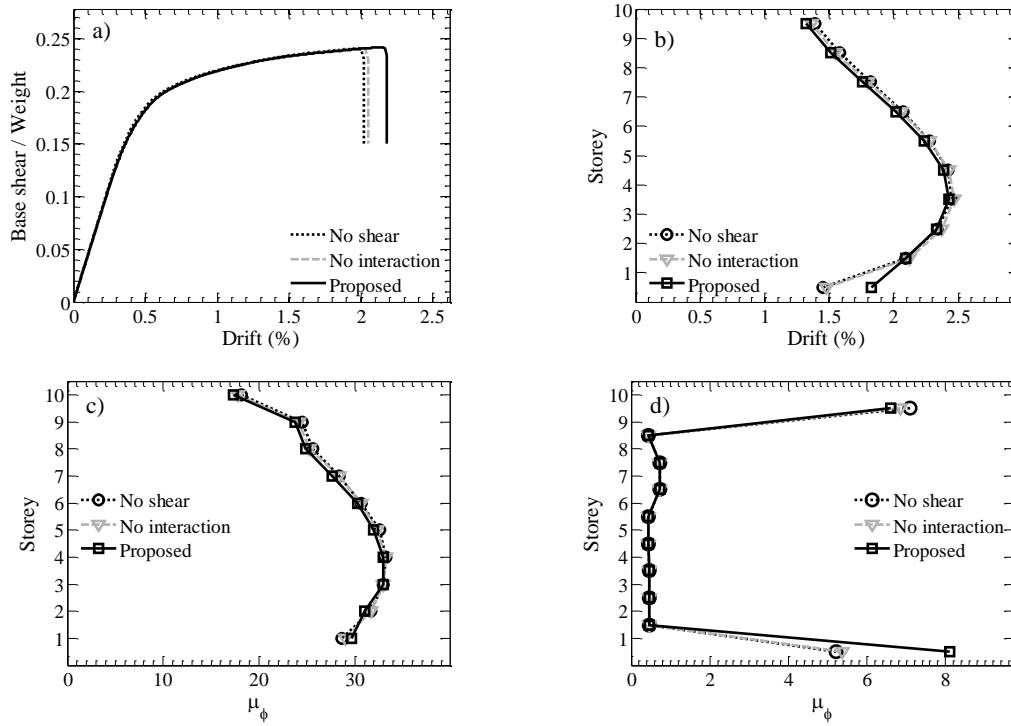 a)
0.25
0.2
0.15
0.1
0.05
0
Base shear / Weight
No shear
No interaction
Proposed
0 0.5 1 1.5 2 2.5
Drift (%)
b)
10
9
8
7
6
5
4
3
2
1
Storey
No shear
No interaction
Proposed
0 0.5 1 1.5 2 2.5
Drift (%)
c)
10
9
8
7
6
5
4
3
2
1
Storey
No shear
No interaction
Proposed
0 10 20 30
μϕ
d)
10
9
8
7
6
5
4
3
2
1
Storey
No shear
No interaction
Proposed
0 2 4 6 8
μϕ